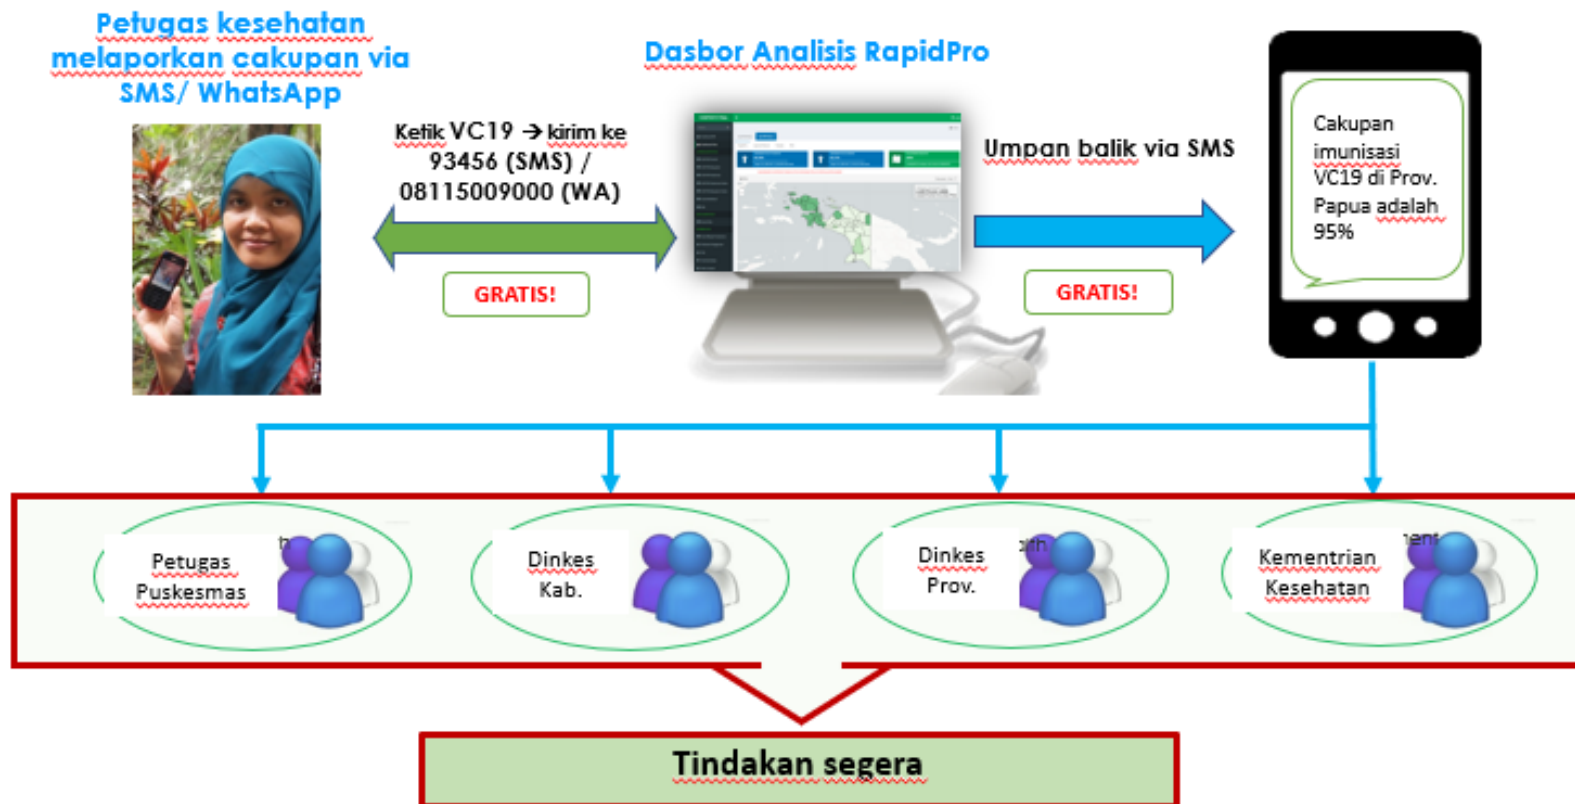 Petugas kesehatan
melaporkan cakupan via
SMS/ WhatsApp
Dasbor Analisis RapidPro
Ketik VC19 → kirim ke
93456 (SMS) /
08115009000 (WA)
GRATIS!
Umpan balik via SMS
GRATIS!
Cakupan
imunisasi
VC19 di Prov.
Papua adalah
95%
Petugas
Puskesmas
Dinkes
Kab.
Dinkes
Prov.
Kementrian
Kesehatan
Tindakan segera